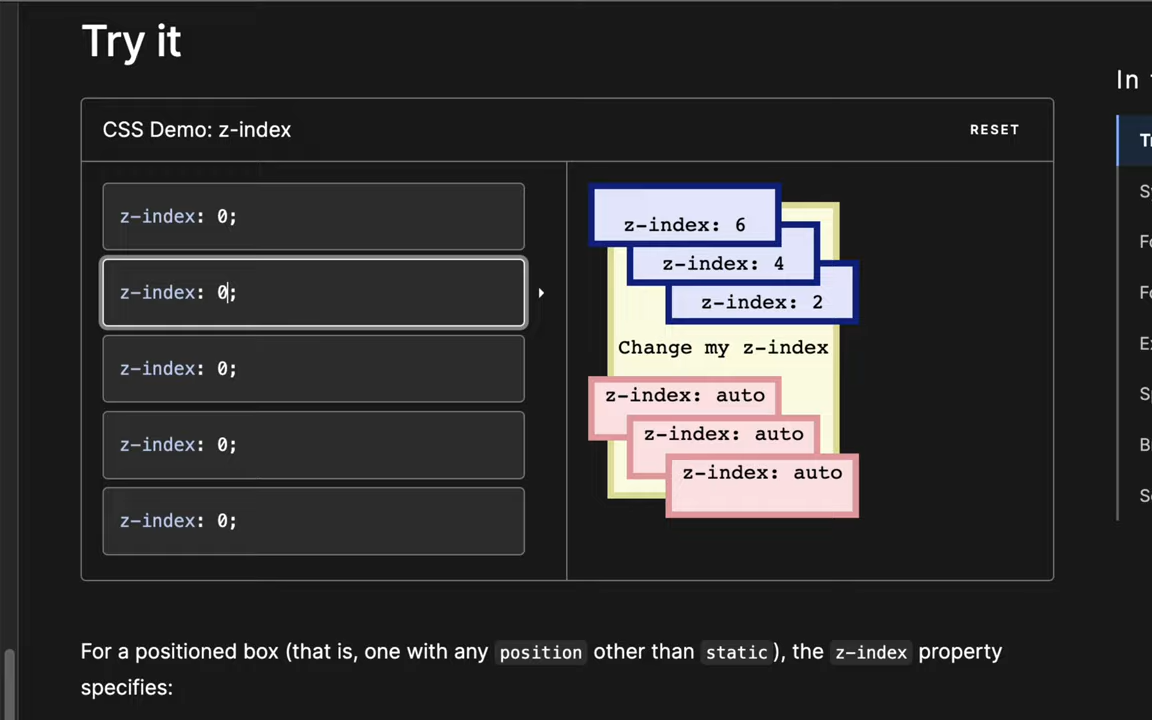 Try it
In
CSS Demo: z-index
RESET
z-index: 0;
z-index: 0;
z-index: 0;
z-index: 0;
z-index: 0;
z-index: 6
z-index: 4
z-index: 2
Change my z-index
z-index: auto
z-index: auto
z-index: auto
For a positioned box (that is, one with any position other than static), the z-index property
specifies: